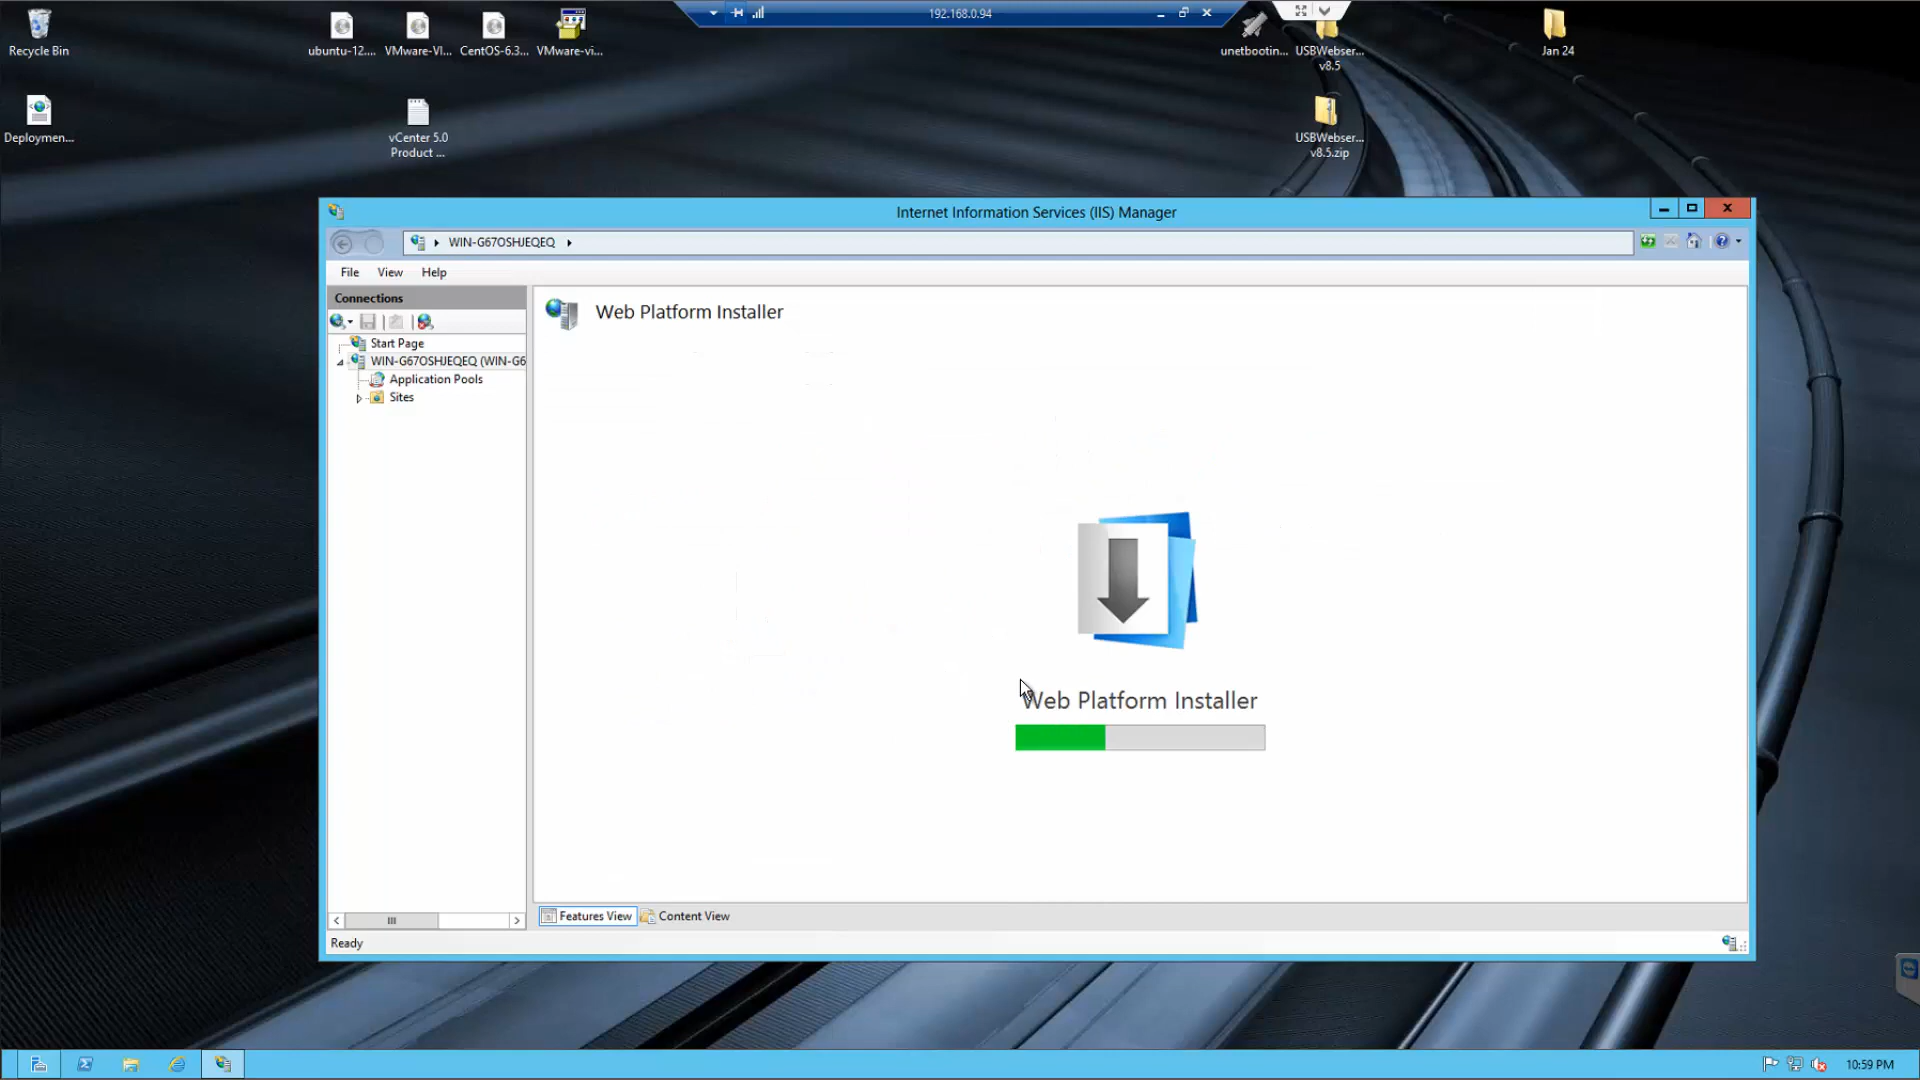 192.168.0.94
Recycle Bin
ubuntu-12....
VMware-VI...
CentOS-6.3...
VMware-vi...
unetbootin...
USBWebser...
v8.5
Jan 24
Deploymen...
vCenter 5.0
Product ...
USBWebser...
v8.5.zip
Internet Information Services (IIS) Manager
WIN-G67OSHJEQEQ
File
View
Help
Connections
Web Platform Installer
Start Page
WIN-G67OSHJEQEQ (WIN-G6
Application Pools
Sites
Web Platform Installer
Features View
Content View
Ready
10:59 PM